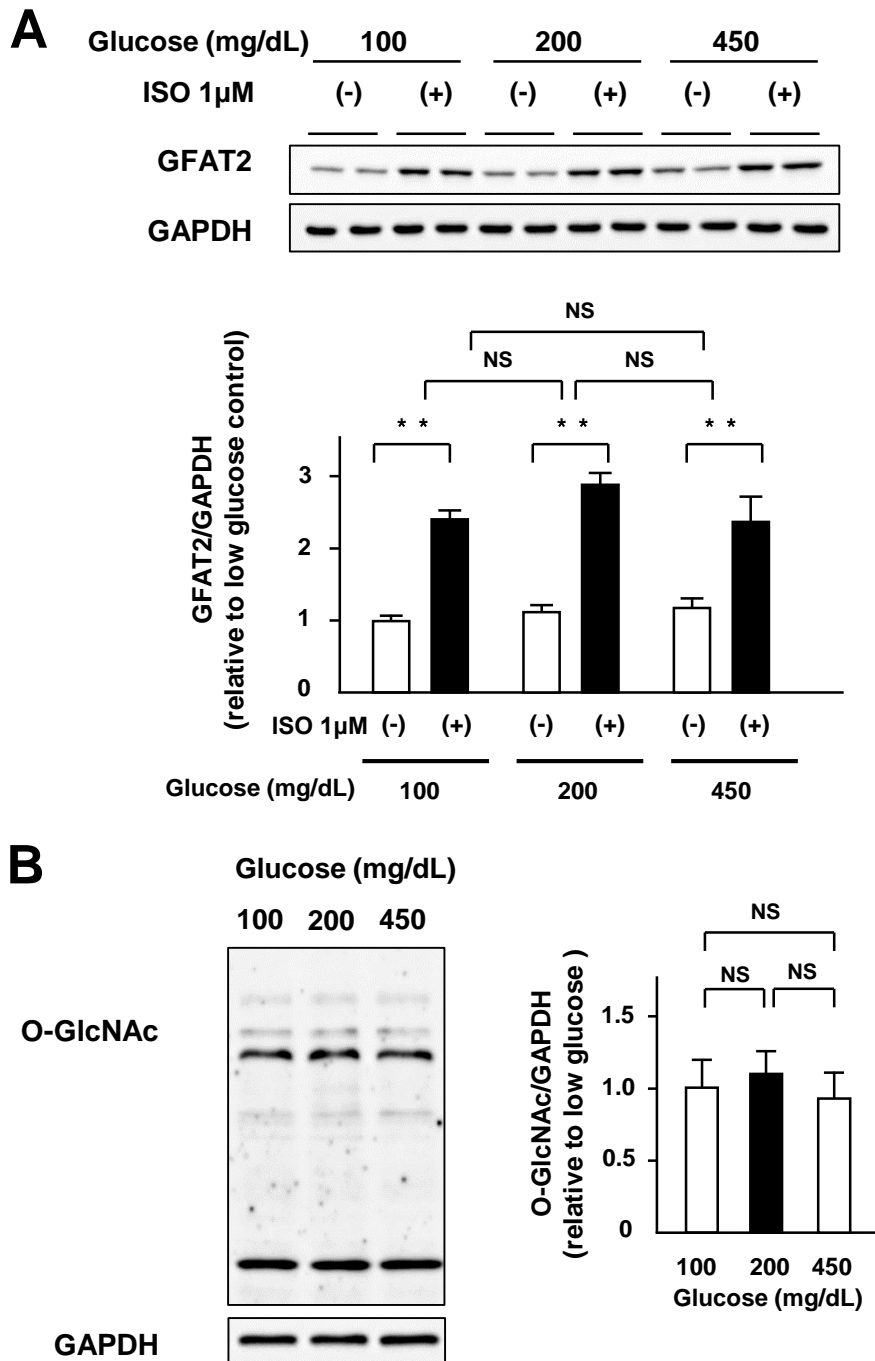 A
Glucose (mg/dL) 100 200 450
ISO 1µM (-) (+) (-) (+) (-) (+)
GFAT2
GAPDH
NS
NS NS
* * * * * *
GFAT2/GAPDH
(relative to low glucose control)
3
2
1
0
ISO 1µM (-) (+) (-) (+) (-) (+)
Glucose (mg/dL) 100 200 450
B
Glucose (mg/dL)
100 200 450
O-GlcNAc
GAPDH
NS
NS NS
O-GlcNAc/GAPDH
(relative to low glucose )
1.5
1.0
0.5
0
100 200 450
Glucose (mg/dL)